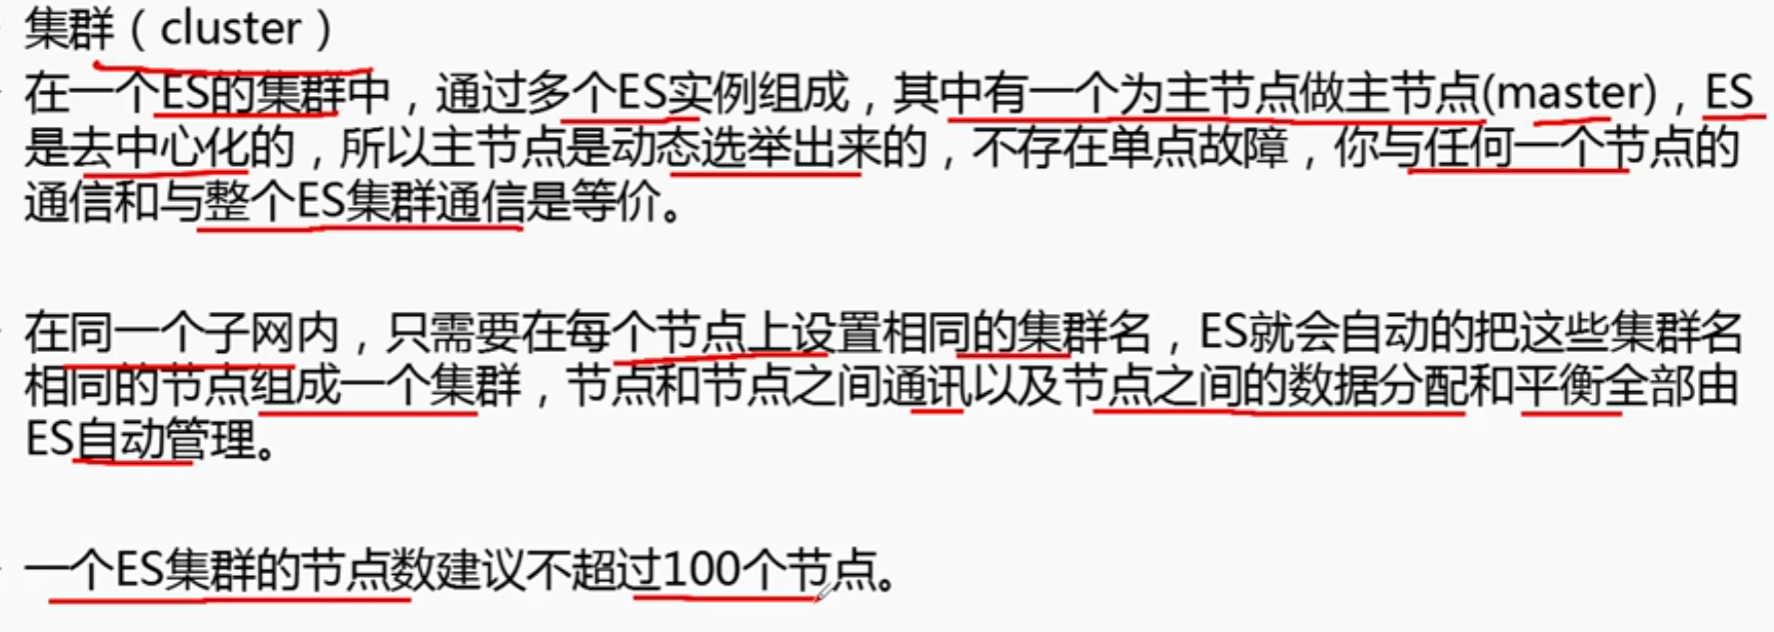 集群（cluster）
在一个ES的集群中，通过多个ES实例组成，其中有一个为主节点做主节点(master)，ES
是去中心化的，所以主节点是动态选举出来的，不存在单点故障，你与任何一个节点的
通信和与整个ES集群通信是等价。
在同一个子网内，只需要在每个节点上设置相同的集群名，ES就会自动的把这些集群名
相同的节点组成一个集群，节点和节点之间通讯以及节点之间的数据分配和平衡全部由
ES自动管理。
一个ES集群的节点数建议不超过100个节点。